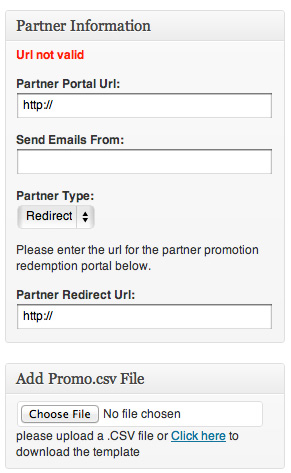 Partner Information
Url not valid
Partner Portal Url:
http://
Send Emails From:
Partner Type:
Redirect
Please enter the url for the partner promotion
redemption portal below.
Partner Redirect Url:
http://
Add Promo.csv File
Choose File No file chosen
please upload a .CSV file or Click here to
download the template